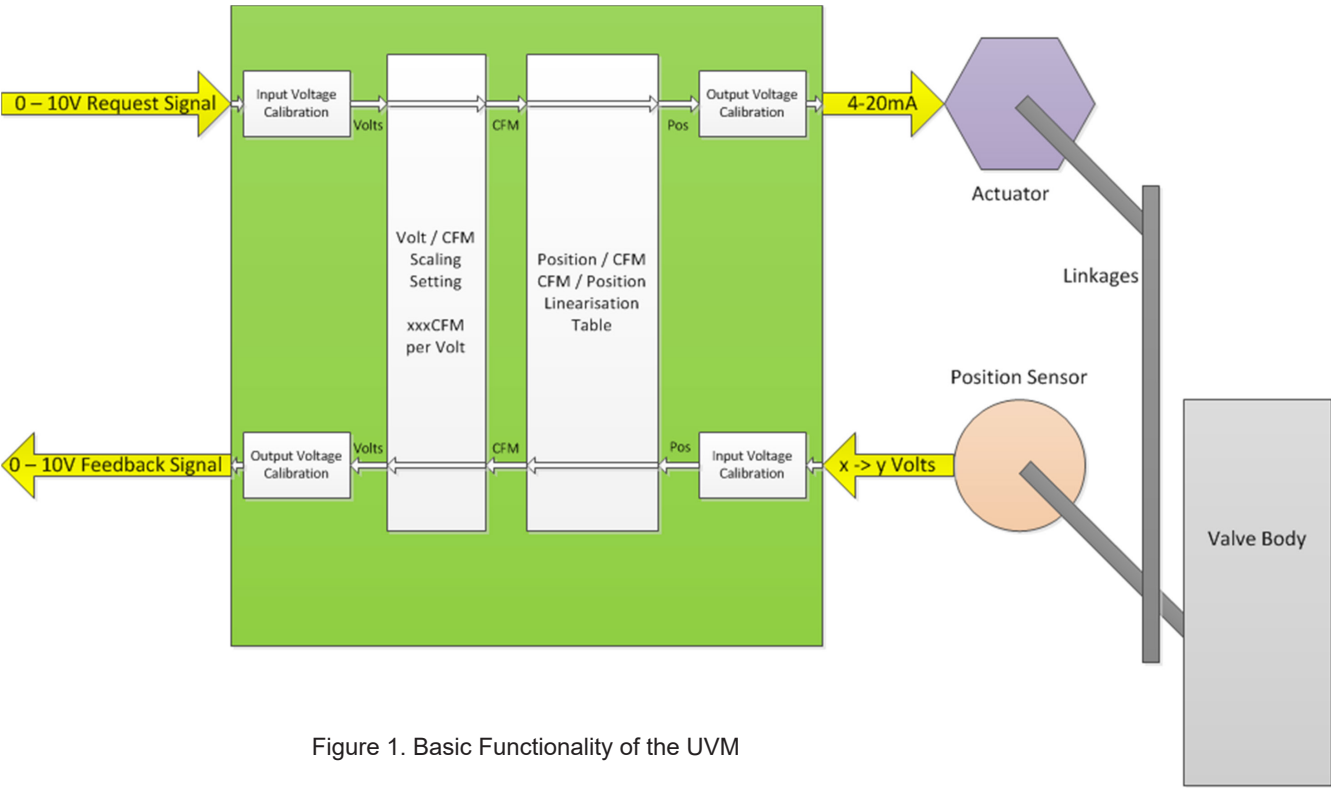 0 – 10V Request Signal
Input Voltage
Calibration
Volts
CFM
Pos
Output Voltage
Calibration
4-20mA
Actuator
Linkages
Volt / CFM
Scaling
Setting
xxxCFM
per Volt
Position / CFM
CFM / Position
Linearisation
Table
Position Sensor
0 – 10V Feedback Signal
Output Voltage
Calibration
Volts
CFM
Pos
Input Voltage
Calibration
x -> y Volts
Valve Body
Figure 1. Basic Functionality of the UVM